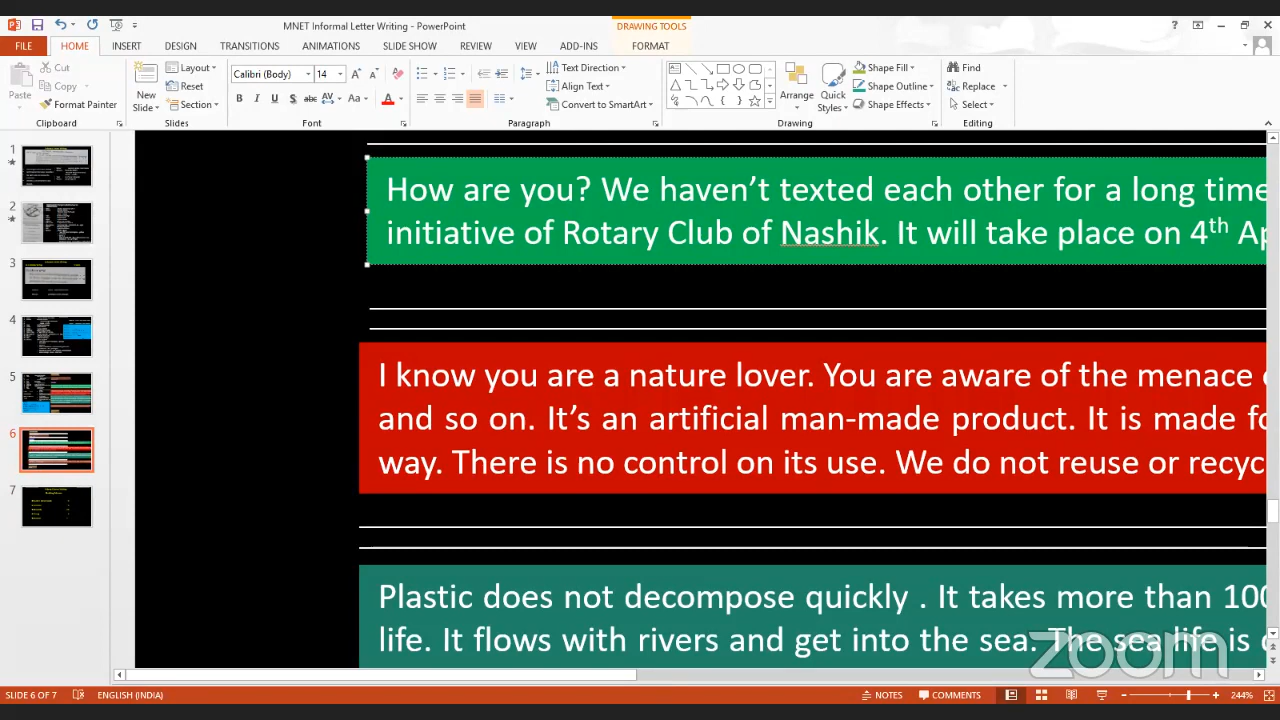 MNET Informal Letter Writing - PowerPoint
DRAWING TOOLS
FILE HOME INSERT DESIGN TRANSITIONS ANIMATIONS SLIDE SHOW REVIEW VIEW ADD-INS FORMAT
Paste
Cut
Copy
Format Painter
Clipboard
New Slide
Layout
Reset
Section
Slides
Calibri (Body) 14
Font
Paragraph
Text Direction
Align Text
Convert to SmartArt
Arrange
Quick Styles
Shape Fill
Shape Outline
Shape Effects
Drawing
Find
Replace
Select
Editing
1
2
3
4
5
6
7
How are you? We haven't texted each other for a long time
initiative of Rotary Club of Nashik. It will take place on 4th Ap
I know you are a nature lover. You are aware of the menace
and so on. It's an artificial man-made product. It is made fo
way. There is no control on its use. We do not reuse or recyc
Plastic does not decompose quickly . It takes more than 100
life. It flows with rivers and get into the sea. The sea life is
zoom
SLIDE 6 OF 7 ENGLISH (INDIA) NOTES COMMENTS 244%